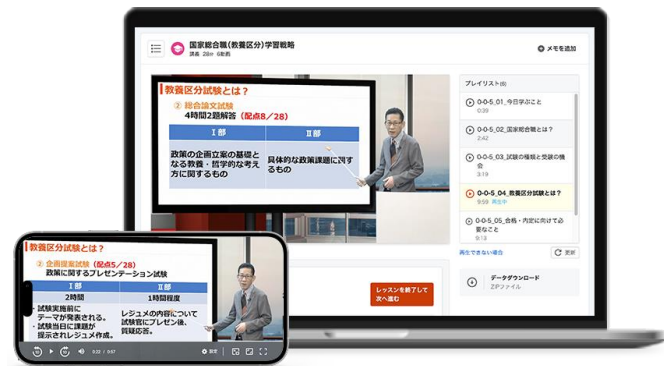 国家総合職(教養区分)学習戦略
講義 28分 6動画
メモを追加
教養区分試験とは？
② 総合論文試験
4時間2題解答（配点8／28）
Ⅰ部
Ⅱ部
政策の企画立案の基礎と
なる教養・哲学的な考え
方に関するもの
具体的な政策課題に関す
るもの
プレイリスト(6)
0-0-5_01_今日学ぶこと
0:39
0-0-5_02_国家総合職とは？
2:42
0-0-5_03_試験の種類と受験の機
会
3:19
0-0-5_04_教養区分試験とは？
9:59 再生中
0-0-5_05_合格・内定に向けて必
要なこと
6:13
再生できない場合
更新
データダウンロード
ZIPファイル
レッスンを終了して
次へ進む
教養区分試験とは？
② 企画提案試験（配点5／28）
政策に関するプレゼンテーション試験
Ⅰ部
Ⅱ部
2時間
1時間程度
・試験実施前に
テーマが発表される。
・試験当日に課題が
提示されレジュメ作成。
レジュメの内容について
試験官にプレゼン後、
質疑応答。
10
10
0:22 / 0:57
設定